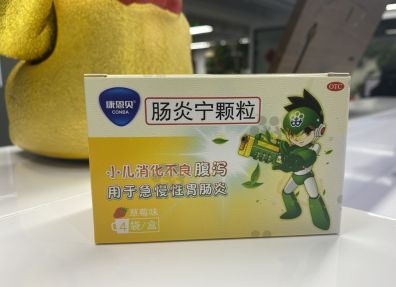 康恩贝
CONBA
肠炎宁颗粒
OTC
小儿消化不良 腹泻
用于急慢性胃肠炎
草莓味
4袋/盒